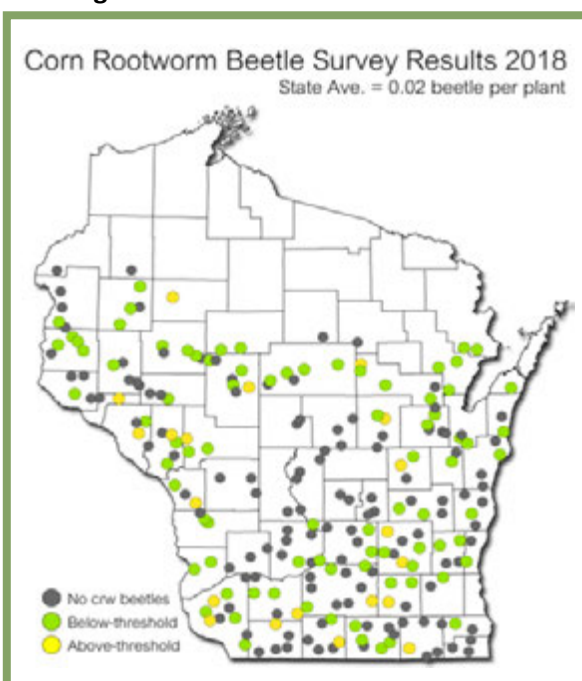 Corn Rootworm Beetle Survey Results 2018
State Ave. = 0.02 beetle per plant
No crw beetles
Below-threshold
Above-threshold